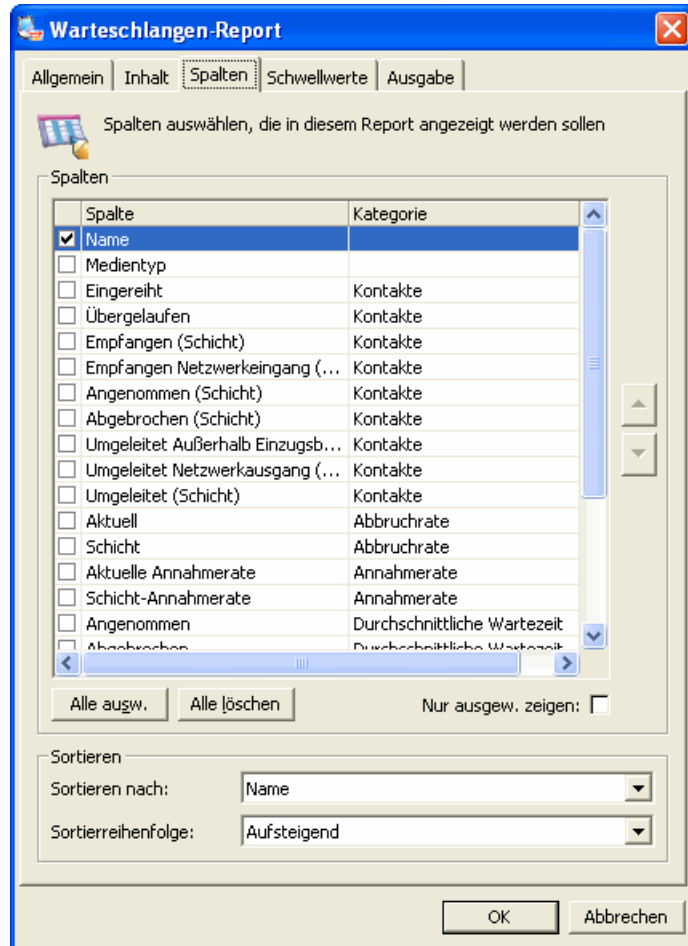 Warteschlangen-Report
Allgemein Inhalt Spalten Schwellwerte Ausgabe
Spalten auswählen, die in diesem Report angezeigt werden sollen
Spalten
Spalte Kategorie
Name
Medientyp
Eingereiht Kontakte
Übergelaufen Kontakte
Empfangen (Schicht) Kontakte
Empfangen Netzwerkeingang (... Kontakte
Angenommen (Schicht) Kontakte
Abgebrochen (Schicht) Kontakte
Umgeleitet Außerhalb Einzugsb... Kontakte
Umgeleitet Netzwerkausgang (... Kontakte
Umgeleitet (Schicht) Kontakte
Aktuell Abbruchrate
Schicht Abbruchrate
Aktuelle Annahmerate Annahmerate
Schicht-Annahmerate Annahmerate
Angenommen Durchschnittliche Wartezeit
Abgebrochen Durchschnittliche Wartezeit
Alle ausw. Alle löschen Nur ausgew. zeigen:
Sortieren
Sortieren nach: Name
Sortierreihenfolge: Aufsteigend
OK Abbrechen